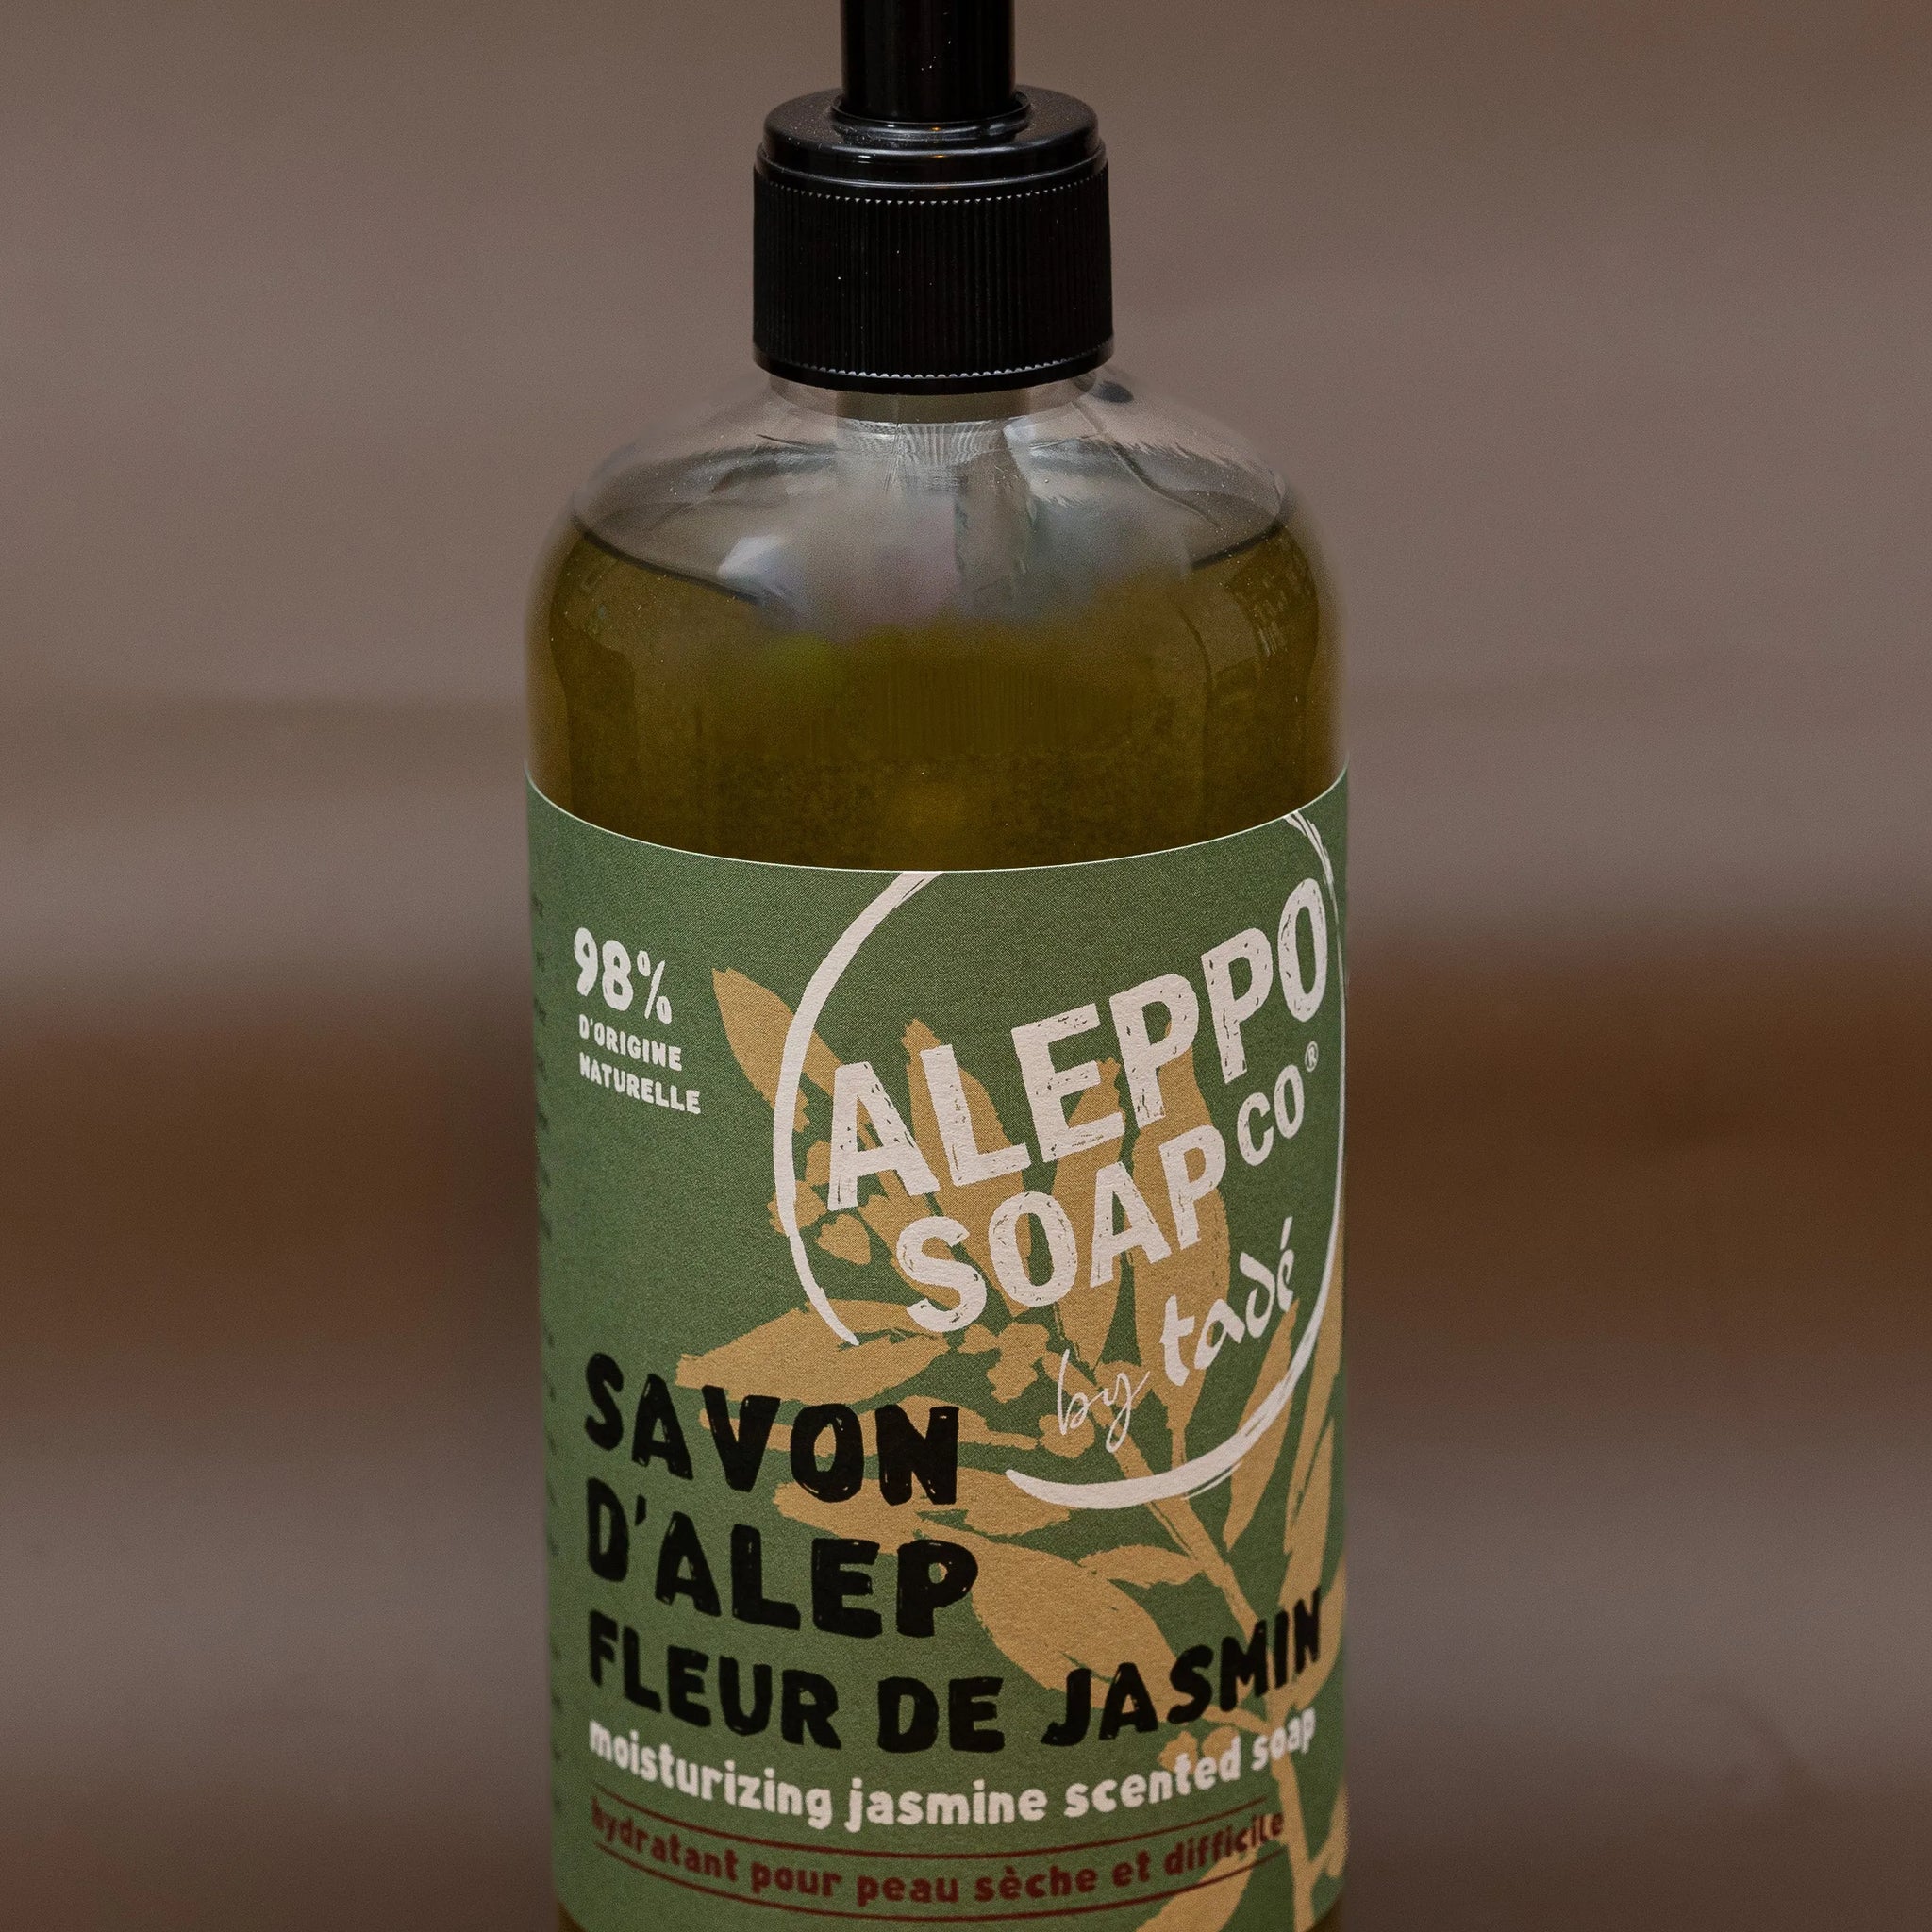 98%
D'ORIGINE
NATURELLE
ALEPPO
SOAP CO®
by tadé
SAVON
D'ALEP
FLEUR DE JASMIN
moisturizing jasmine scented soap
hydratant pour peau sèche et difficile